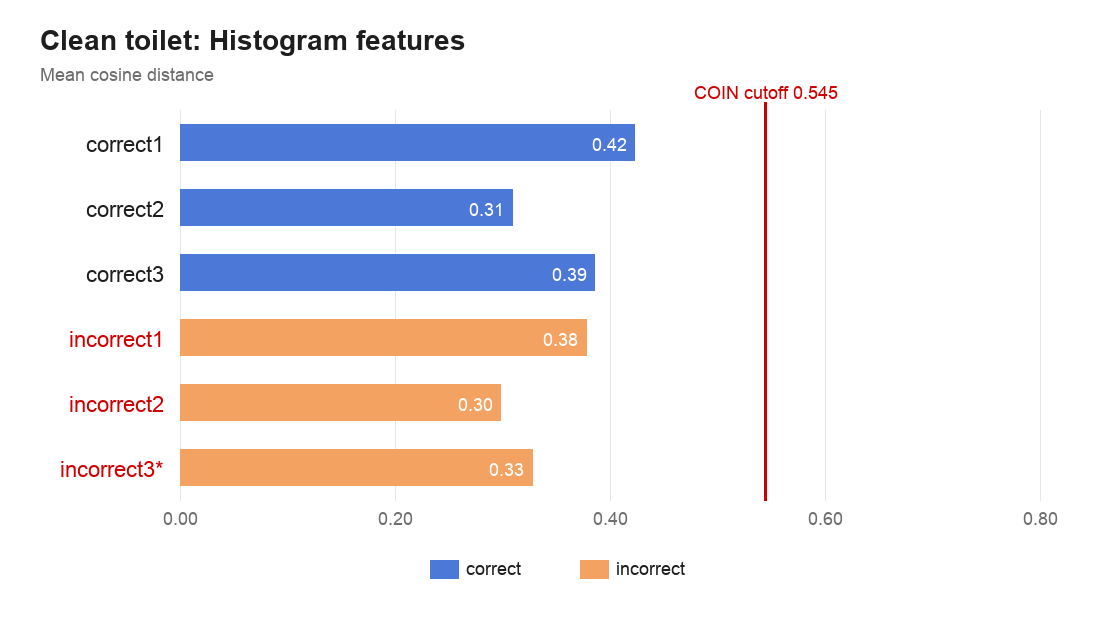 Clean toilet: Histogram features
Mean cosine distance
COIN cutoff 0.545
correct1
0.42
correct2
0.31
correct3
0.39
incorrect1
0.38
incorrect2
0.30
incorrect3*
0.33
0.00 0.20 0.40 0.60 0.80
correct incorrect